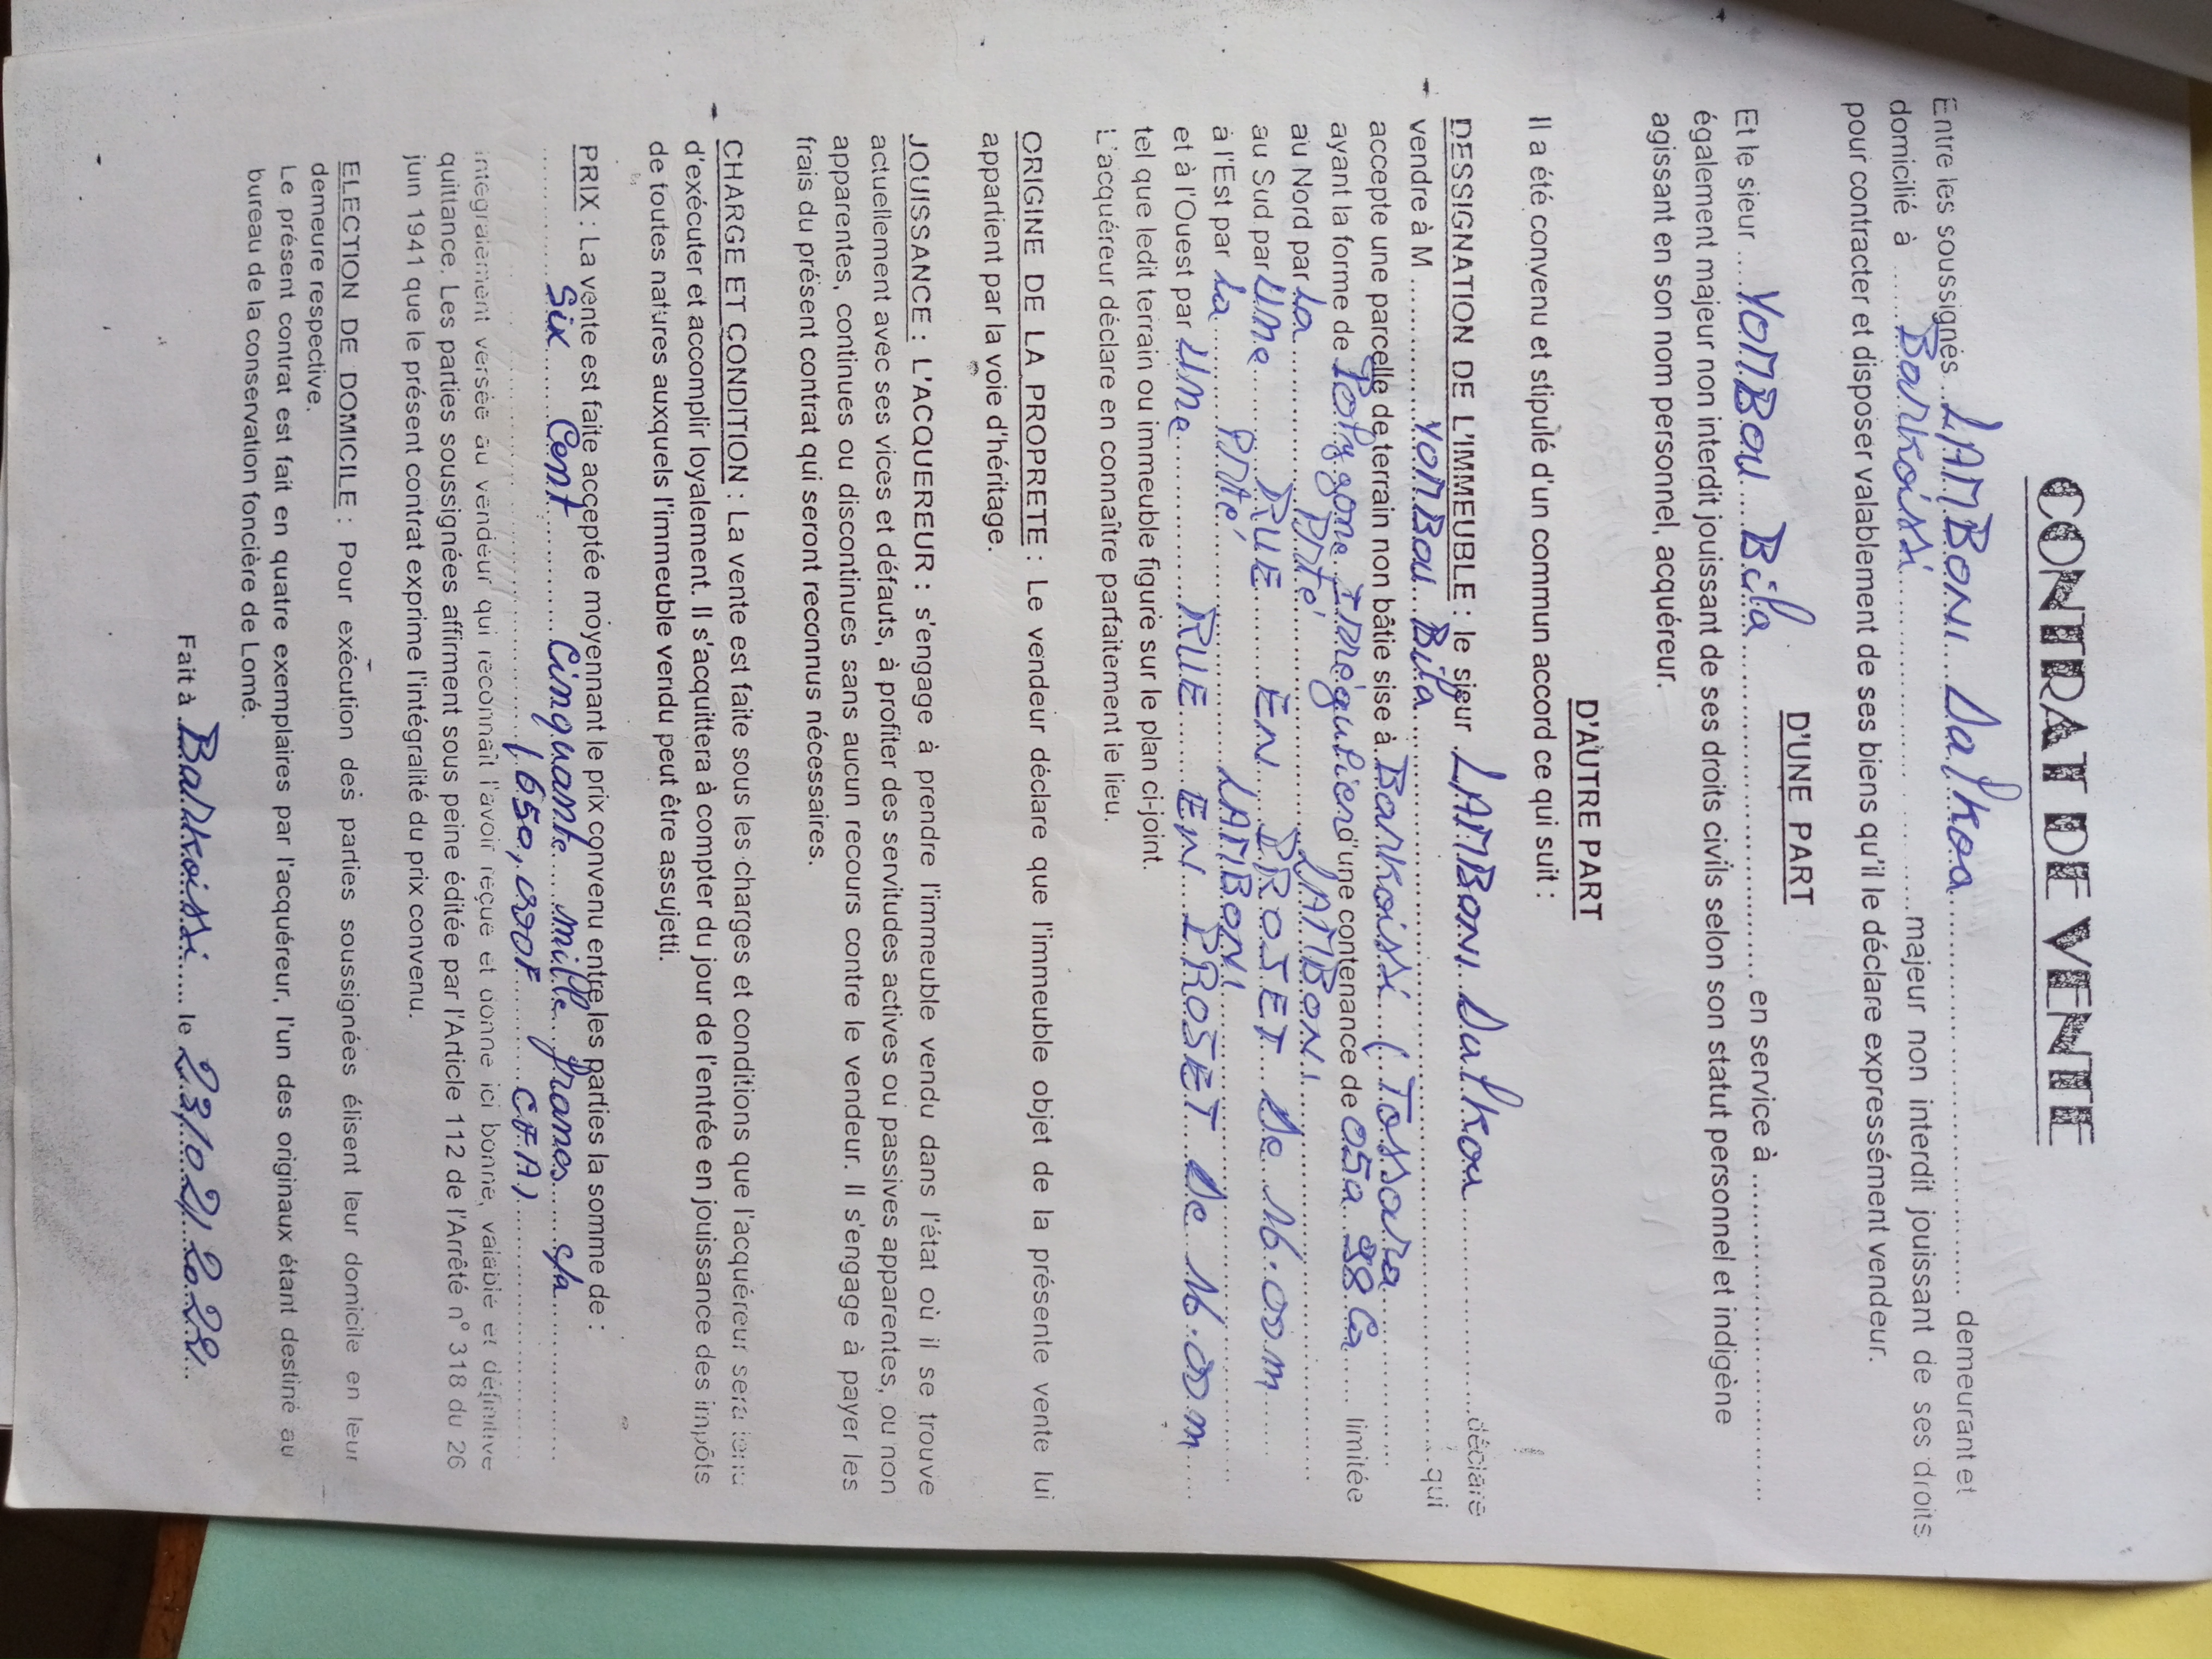 CONTRAT DE VENTE
Entre les soussignés ..LAMBONI....Dalkoa.............................. demeurant et
domicilié à ......Barkoissi.......................................majeur non interdit jouissant de ses droits
pour contracter et disposer valablement de ses biens qu'il le déclare expressément vendeur.
D'UNE PART
Et le sieur ....YOMBOU....Bila............................................. en service à ..........................................
également majeur non interdit jouissant de ses droits civils selon son statut personnel et indigène
agissant en son nom personnel, acquéreur.
D'AUTRE PART
Il a été convenu et stipulé d'un commun accord ce qui suit :
DESSIGNATION DE L'IMMEUBLE : le sieur .LAMBONI..Dalkoa..............................déclare
vendre à M ....................YOMBOU...Bila....................................................................qui
accepte une parcelle de terrain non bâtie sise à .Barkoissi...(..Tossara.....................
ayant la forme de Polygone..Irrégulier d'une contenance de 05a..98 Ca...... limitée
au Nord par La....................Prté.............................LAMBONI...........................
au Sud par Une........RUE........EN....PROJET...de...16.00m......
à l'Est par La...........Prté...........................LAMBONI...........................
et à l'Ouest par Une....................RUE........EN....PROJET....de...16.00m.....
tel que ledit terrain ou immeuble figure sur le plan ci-joint.
L'acquéreur déclare en connaître parfaitement le lieu.
ORIGINE DE LA PROPRETE : Le vendeur déclare que l'immeuble objet de la présente vente lui
appartient par la voie d'héritage.
JOUISSANCE : L'ACQUEREUR : s'engage à prendre l'immeuble vendu dans l'état où il se trouve
actuellement avec ses vices et défauts, à profiter des servitudes actives ou passives apparentes, ou non
apparentes, continues ou discontinues sans aucun recours contre le vendeur. Il s'engage à payer les
frais du présent contrat qui seront reconnus nécessaires.
CHARGE ET CONDITION : La vente est faite sous les charges et conditions que l'acquéreur sera tenu
d'exécuter et accomplir loyalement. Il s'acquittera à compter du jour de l'entrée en jouissance des impôts
de toutes natures auxquels l'immeuble vendu peut être assujetti.
PRIX : La vente est faite acceptée moyennant le prix convenu entre les parties la somme de :
................Six........Cent................Cinquante.....mille....francs......cfa....................
(650,000F..........CFA)............................
intégralement versée au vendeur qui reconnaît l'avoir reçue et donne ici bonne, valable et définitive
quittance. Les parties soussignées affirment sous peine éditée par l'Article 112 de l'Arrêté n° 318 du 26
juin 1941 que le présent contrat exprime l'intégralité du prix convenu.
ELECTION DE DOMICILE : Pour exécution des parties soussignées élisent leur domicile en leur
demeure respective.
Le présent contrat est fait en quatre exemplaires par l'acquéreur, l'un des originaux étant destiné au
bureau de la conservation foncière de Lomé.
Fait à .Barkoissi..... le 23/02/2022...